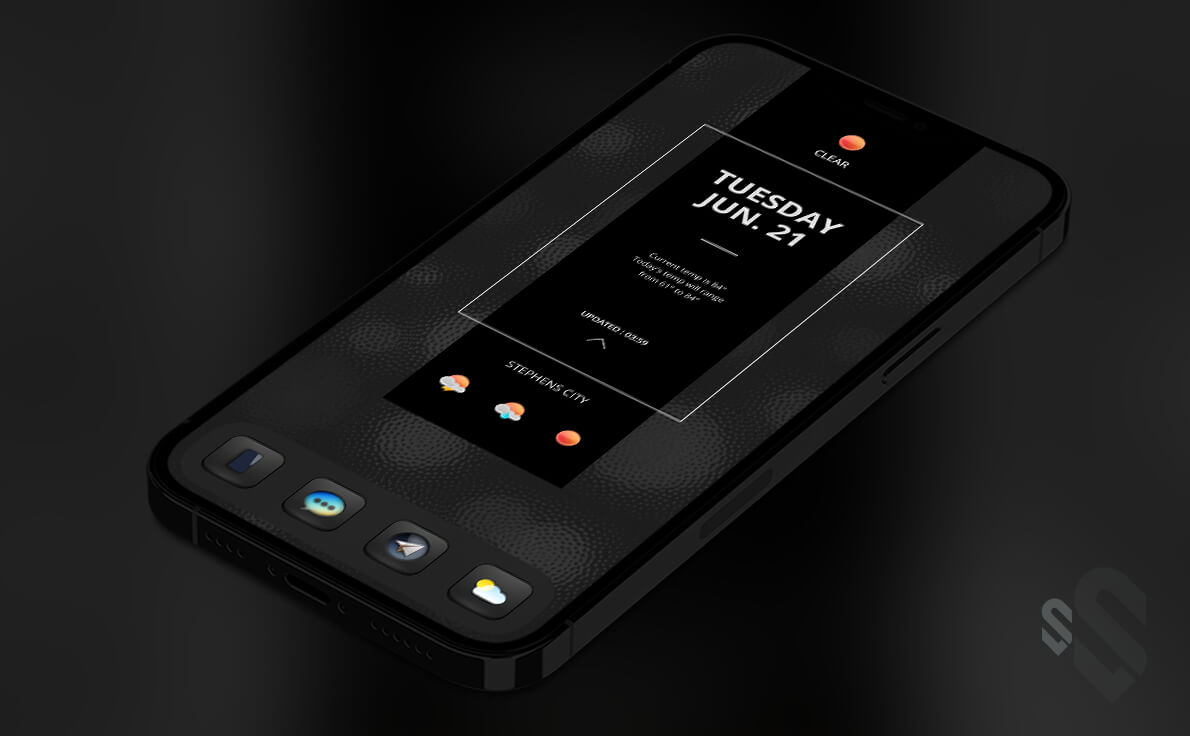 CLEAR
TUESDAY
JUN. 21
Current temp is 84°
Today's temp will range
from 61° to 84°
UPDATED : 03:59
STEPHENS CITY